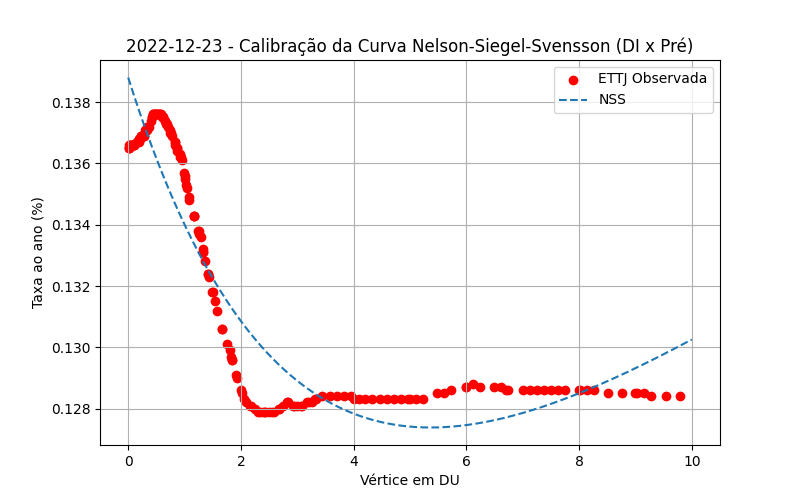 2022-12-23 - Calibração da Curva Nelson-Siegel-Svensson (DI x Pré)
ETTJ Observada
NSS
Taxa ao ano (%)
0.138
0.136
0.134
0.132
0.130
0.128
0 2 4 6 8 10
Vértice em DU